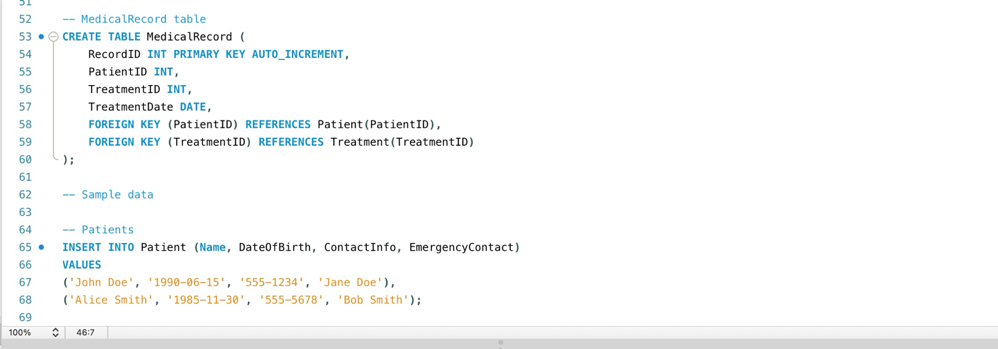 51
52 -- MedicalRecord table
53 CREATE TABLE MedicalRecord (
54 RecordID INT PRIMARY KEY AUTO_INCREMENT,
55 PatientID INT,
56 TreatmentID INT,
57 TreatmentDate DATE,
58 FOREIGN KEY (PatientID) REFERENCES Patient(PatientID),
59 FOREIGN KEY (TreatmentID) REFERENCES Treatment(TreatmentID)
60 );
61
62 -- Sample data
63
64 -- Patients
65 INSERT INTO Patient (Name, DateOfBirth, ContactInfo, EmergencyContact)
66 VALUES
67 ('John Doe', '1990-06-15', '555-1234', 'Jane Doe'),
68 ('Alice Smith', '1985-11-30', '555-5678', 'Bob Smith');
69
100% 46:7